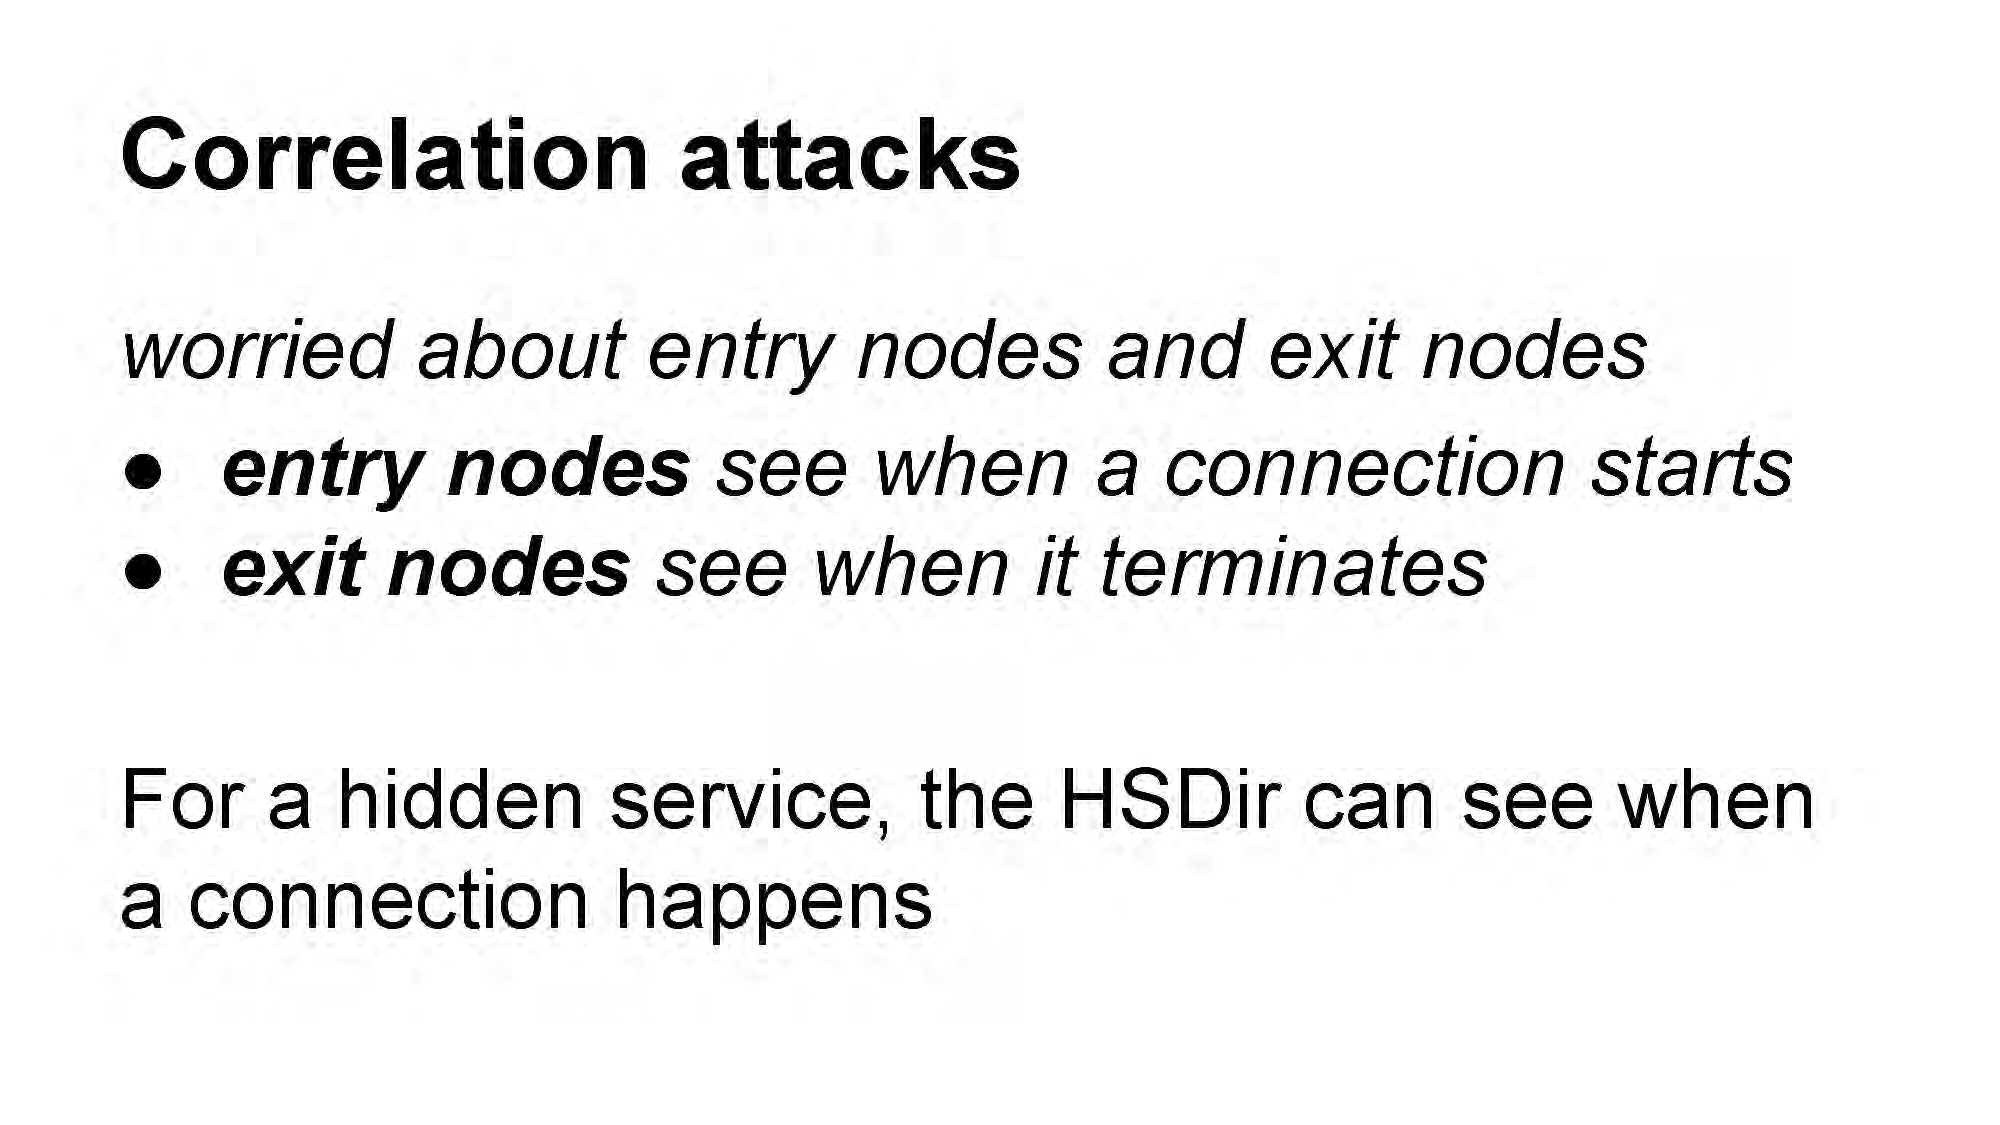 Correlation attacks
worried about entry nodes and exit nodes
● entry nodes see when a connection starts
● exit nodes see when it terminates
For a hidden service, the HSDir can see when
a connection happens